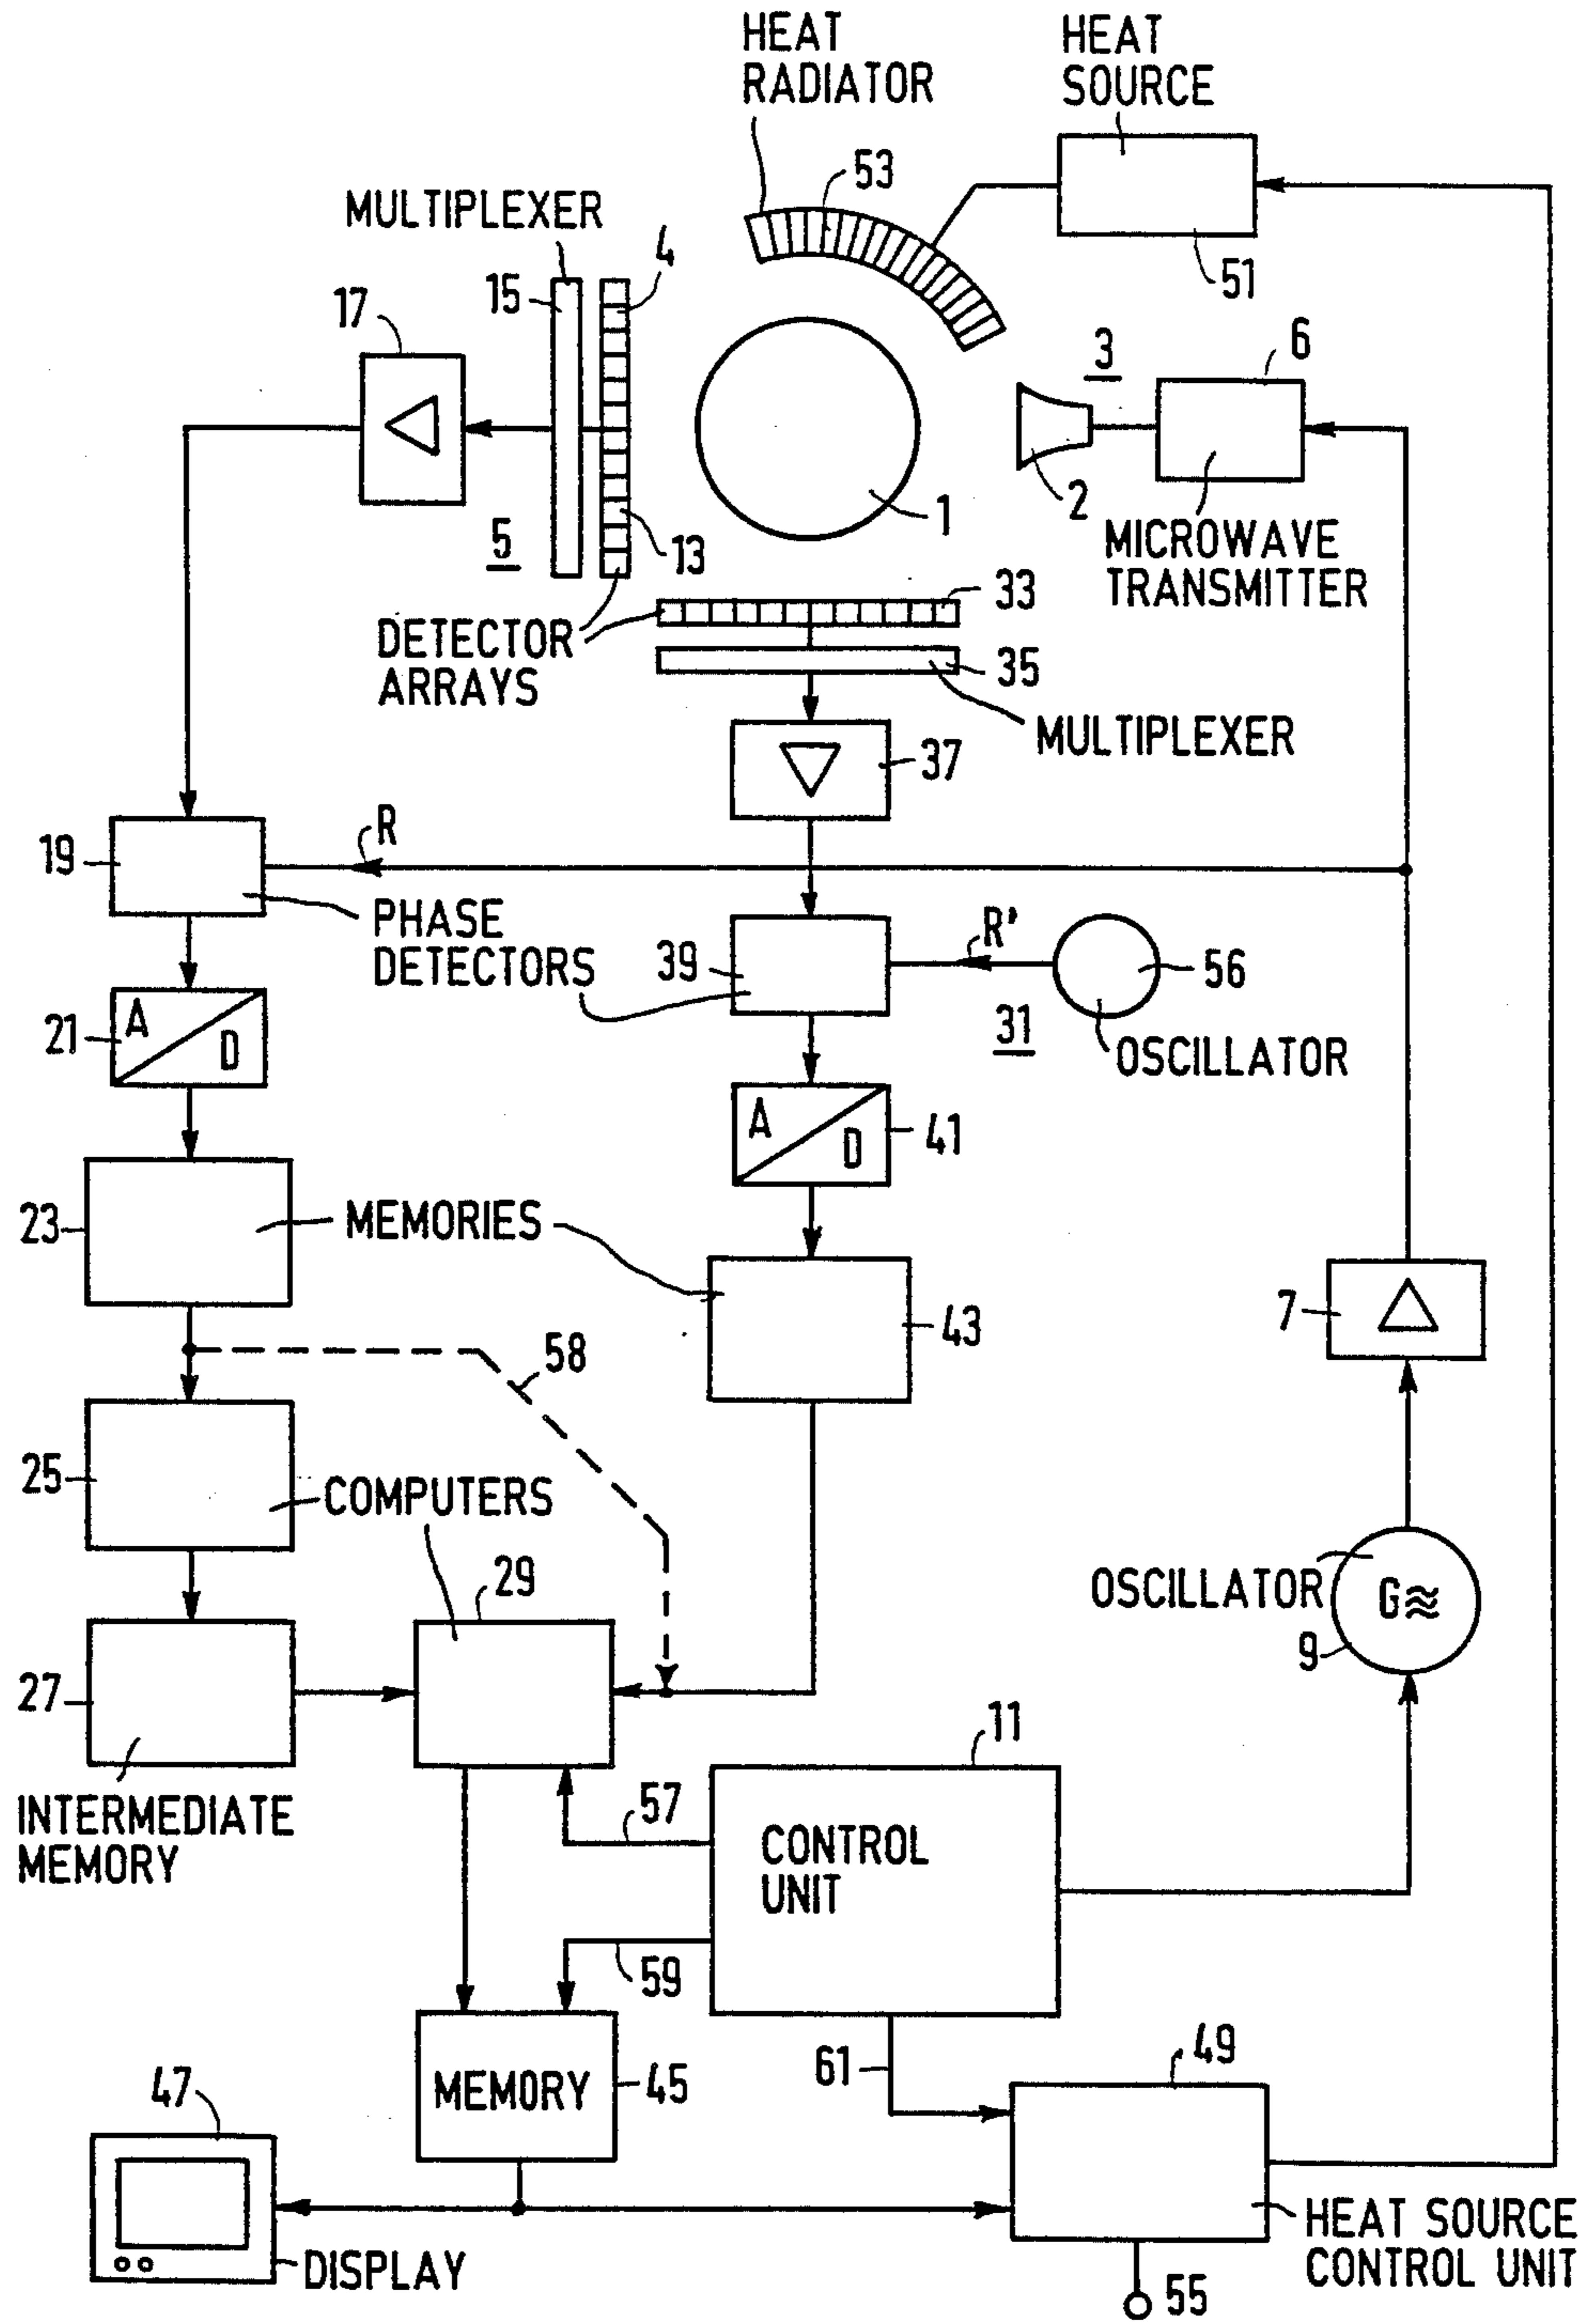 HEAT
RADIATOR
HEAT
SOURCE
53
MULTIPLEXER
4
15
51
17
3
6
2
1
5
13
MICROWAVE
TRANSMITTER
33
DETECTOR
ARRAYS
35
MULTIPLEXER
37
R
19
PHASE
DETECTORS
39
R'
56
31
OSCILLATOR
21
A
D
A
D
41
23
MEMORIES
43
7
58
25
COMPUTERS
29
OSCILLATOR
G≋
9
27
11
INTERMEDIATE
MEMORY
57
CONTROL
UNIT
59
61
49
MEMORY
45
47
DISPLAY
HEAT SOURCE
CONTROL UNIT
55